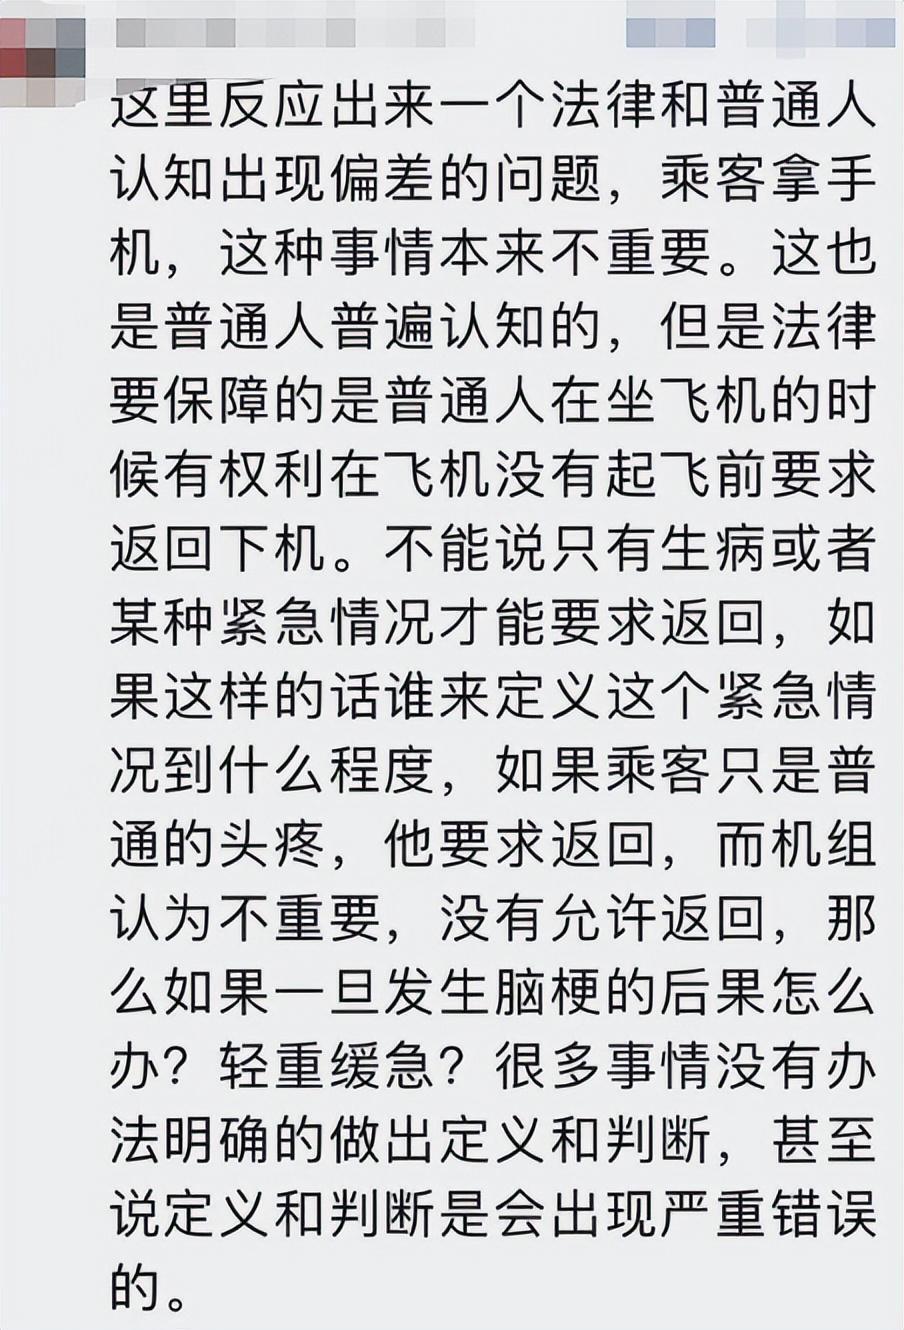 这里反应出来一个法律和普通人
认知出现偏差的问题，乘客拿手
机，这种事情本来不重要。这也
是普通人普遍认知的，但是法律
要保障的是普通人在坐飞机的时
候有权利在飞机没有起飞前要求
返回下机。不能说只有生病或者
某种紧急情况才能要求返回，如
果这样的话谁来定义这个紧急情
况到什么程度，如果乘客只是普
通的头疼，他要求返回，而机组
认为不重要，没有允许返回，那
么如果一旦发生脑梗的后果怎么
办？轻重缓急？很多事情没有办
法明确的做出定义和判断，甚至
说定义和判断是会出现严重错误
的。